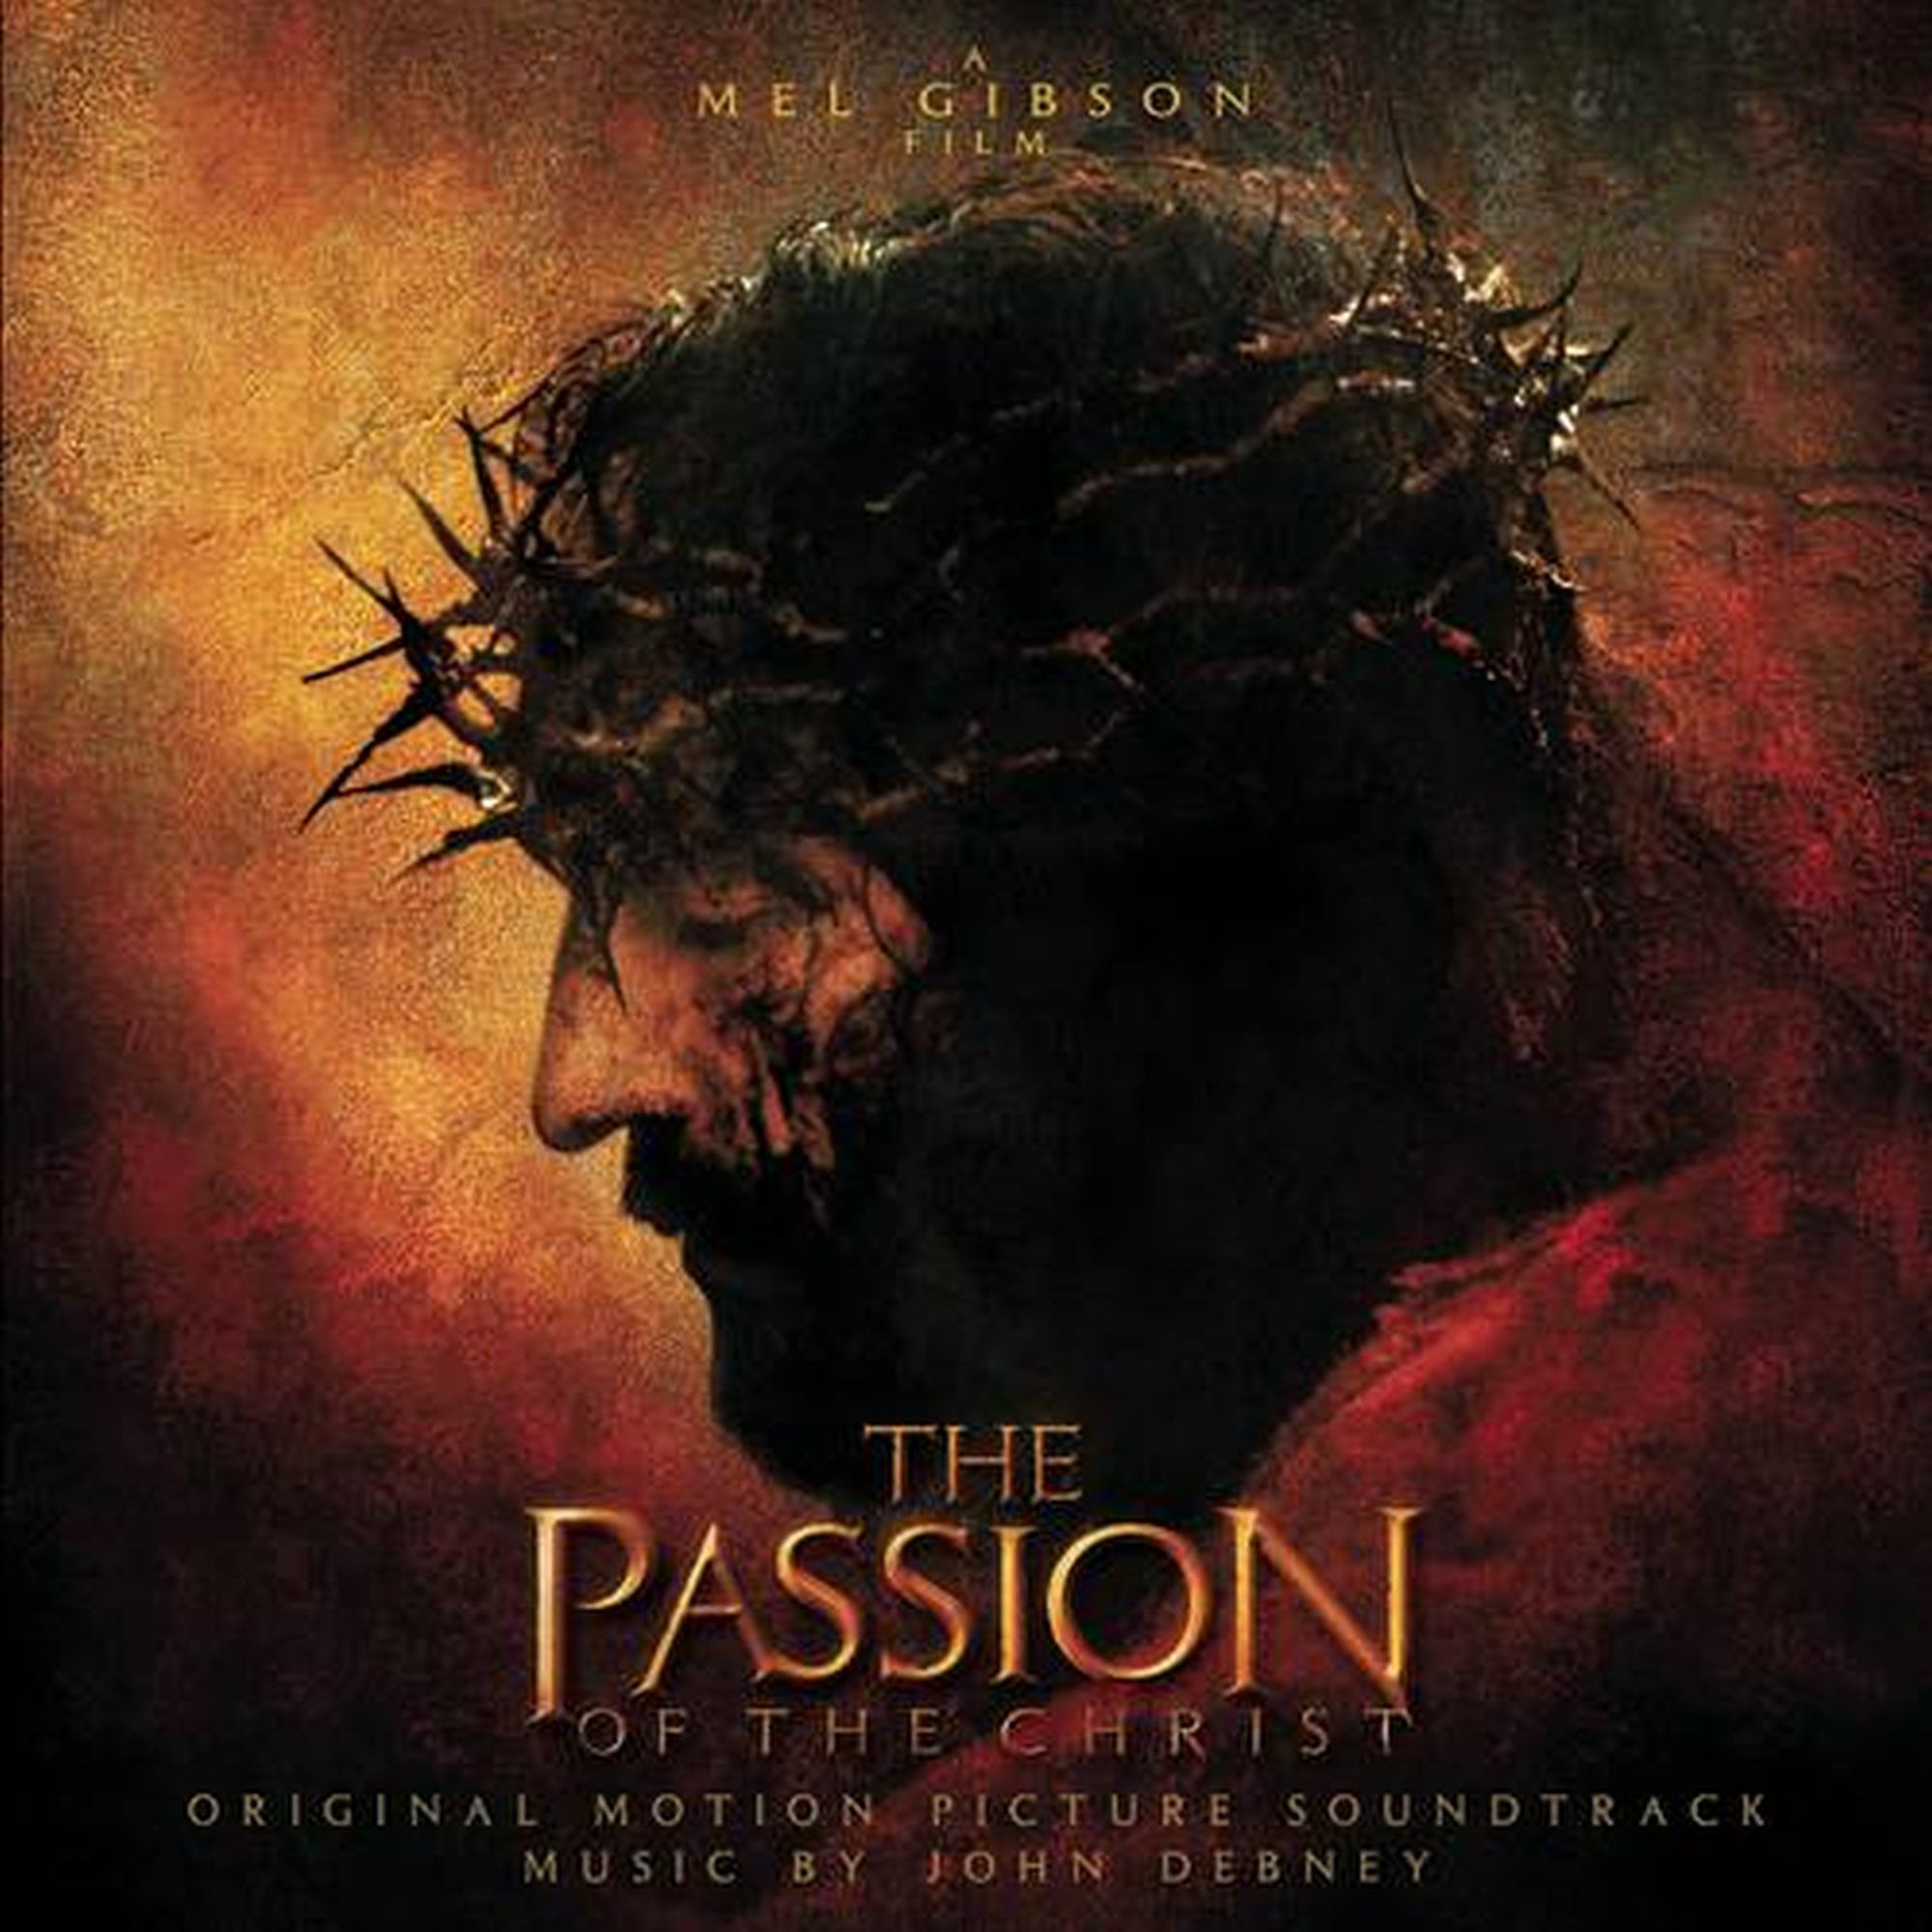 A
MEL GIBSON
FILM
THE
PASSION
OF THE CHRIST
ORIGINAL MOTION PICTURE SOUNDTRACK
MUSIC BY JOHN DEBNEY